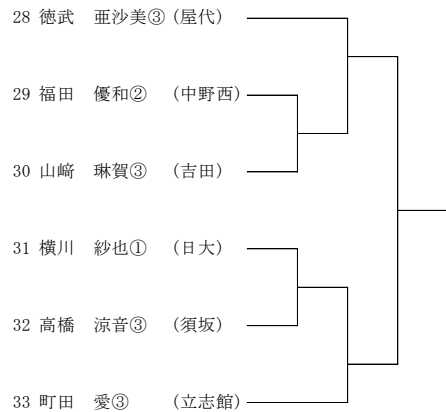 28 徳武　亜沙美③ (屋代)
29 福田　優和②　(中野西)
30 山﨑　琳賀③　(吉田)
31 横川　紗也①　(日大)
32 高橋　涼音③　(須坂)
33 町田　愛③　　(立志館)